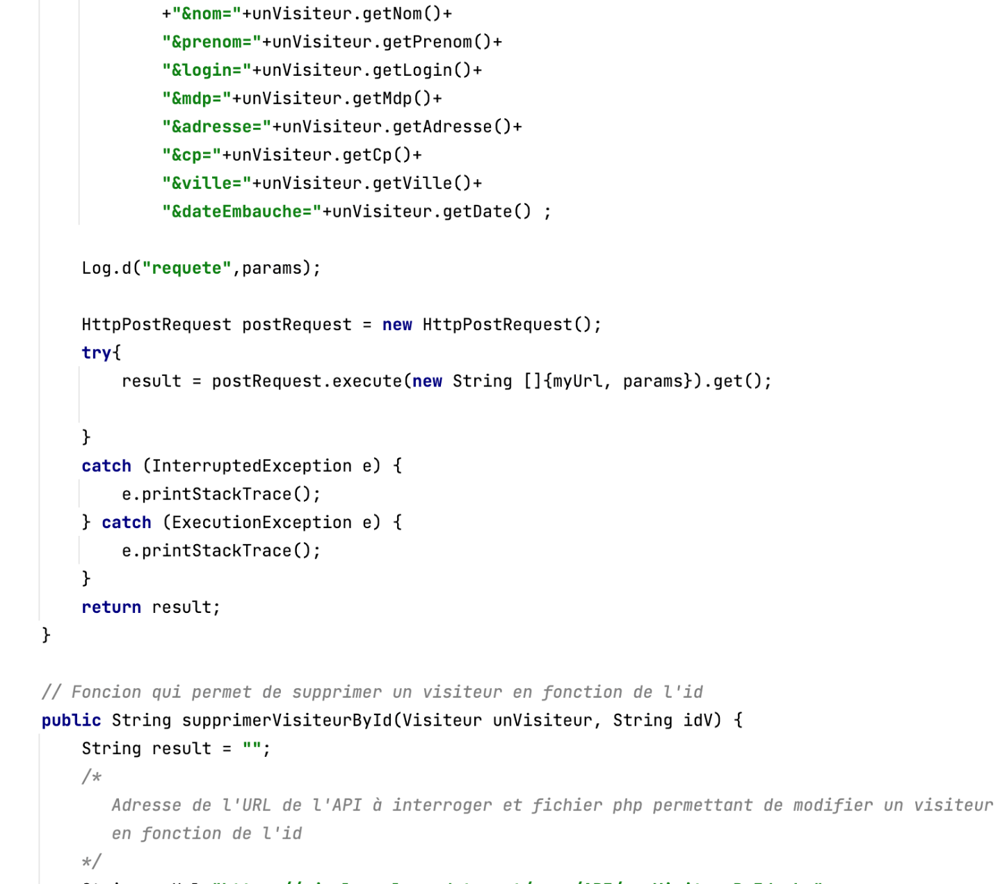 +"&nom="+unVisiteur.getNom()+
"&prenom="+unVisiteur.getPrenom()+
"&login="+unVisiteur.getLogin()+
"&mdp="+unVisiteur.getMdp()+
"&adresse="+unVisiteur.getAdresse()+
"&cp="+unVisiteur.getCp()+
"&ville="+unVisiteur.getVille()+
"&dateEmbauche="+unVisiteur.getDate() ;
Log.d("requete",params);
HttpPostRequest postRequest = new HttpPostRequest();
try{
result = postRequest.execute(new String []{myUrl, params}).get();
}
catch (InterruptedException e) {
e.printStackTrace();
} catch (ExecutionException e) {
e.printStackTrace();
}
return result;
}
// Foncion qui permet de supprimer un visiteur en fonction de l'id
public String supprimerVisiteurById(Visiteur unVisiteur, String idV) {
String result = "";
/*
Adresse de l'URL de l'API à interroger et fichier php permettant de modifier un visiteur
en fonction de l'id
*/